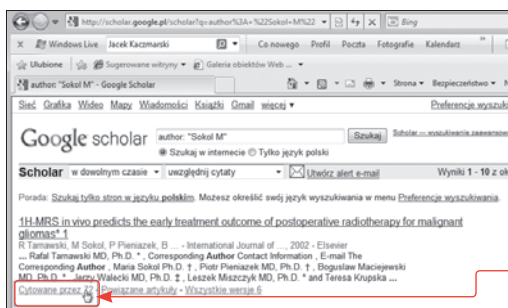 http://scholar.google.pl/scholar?q=author%3A+%22Sokol+M%22 Bing
x Windows Live Jacek Kaczmarski Co nowego Profil Poczta Fotografie Kalendarz
Ulubione Sugerowane witryny Galeria obiektów Web ...
author: "Sokol M" - Google Scholar Strona Bezpieczeństwo
Sieć Grafika Wideo Mapy Wiadomości Książki Gmail więcej ▼ Preferencje wyszuk
Google scholar author: "Sokol M" Szukaj Scholar — wyszukiwanie zaawansowane
Szukaj w internecie Tylko język polski
Scholar w dowolnym czasie uwzględnij cytaty Utwórz alert e-mail Wyniki 1 - 10 z ok
Porada: Szukaj tylko stron w języku polskim. Możesz określić swój język wyszukiwania w menu Preferencje wyszukiwania.
1H-MRS in vivo predicts the early treatment outcome of postoperative radiotherapy for malignant
gliomas* 1
R Tarnawski, M Sokol, P Pieniazek, B ... - International Journal of ..., 2002 - Elsevier
... Rafal Tarnawski MD, Ph.D. * , Corresponding Author Contact Information , E-mail The
Corresponding Author , Maria Sokol Ph.D. † , Piotr Pieniazek MD, Ph.D. † , Boguslaw Maciejewski
MD, Ph.D. * , Jerzy Walecki MD, Ph.D. ‡ , Leszek Miszczyk MD, Ph.D. * and Teresa Krupska ...
Cytowane przez 72 - Powiązane artykuły - Wszystkie wersje 6